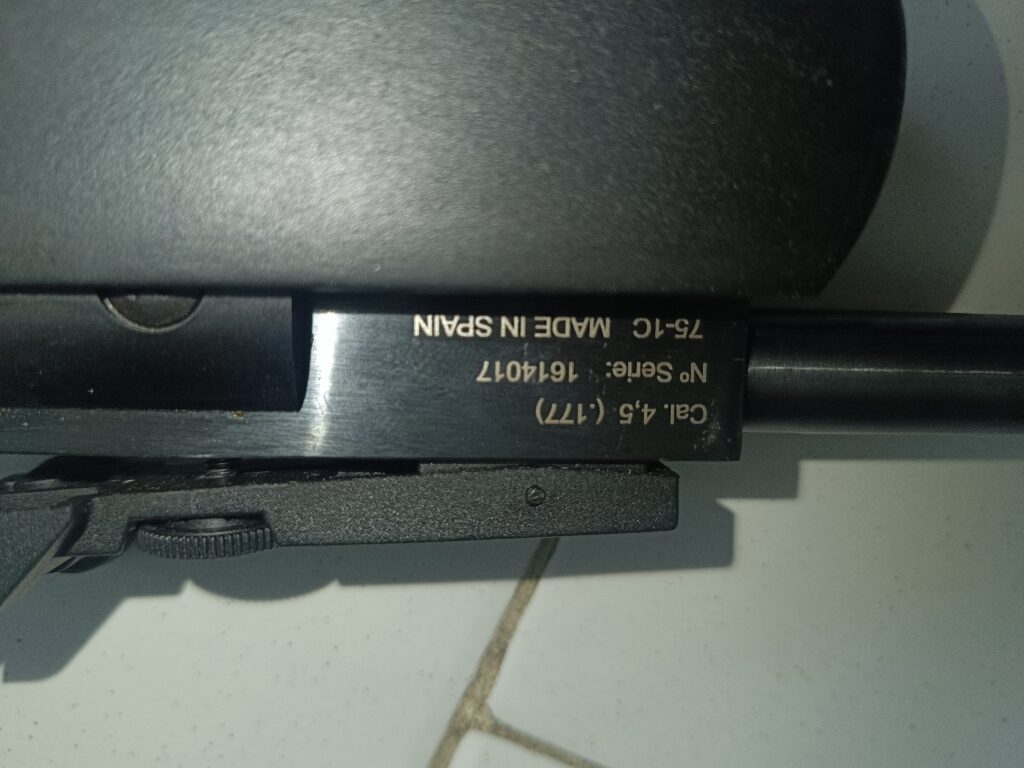 Cal. 4,5 (.177)
Nº Serie: 1614017
75-1C MADE IN SPAIN